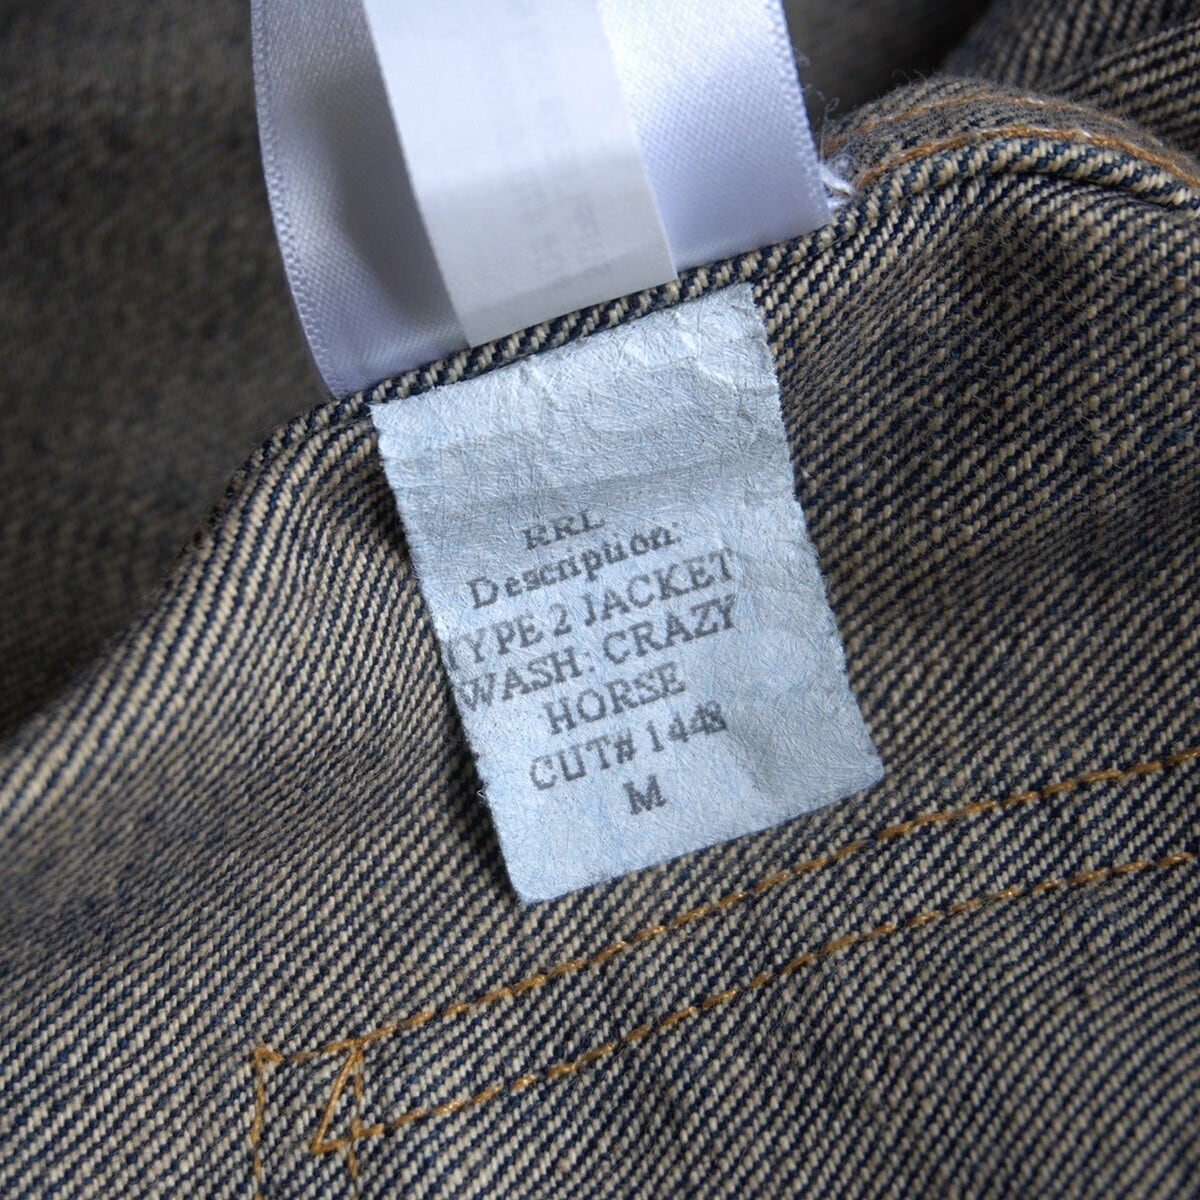 RRL
Description:
TYPE 2 JACKET
WASH: CRAZY
HORSE
CUT# 1448
M